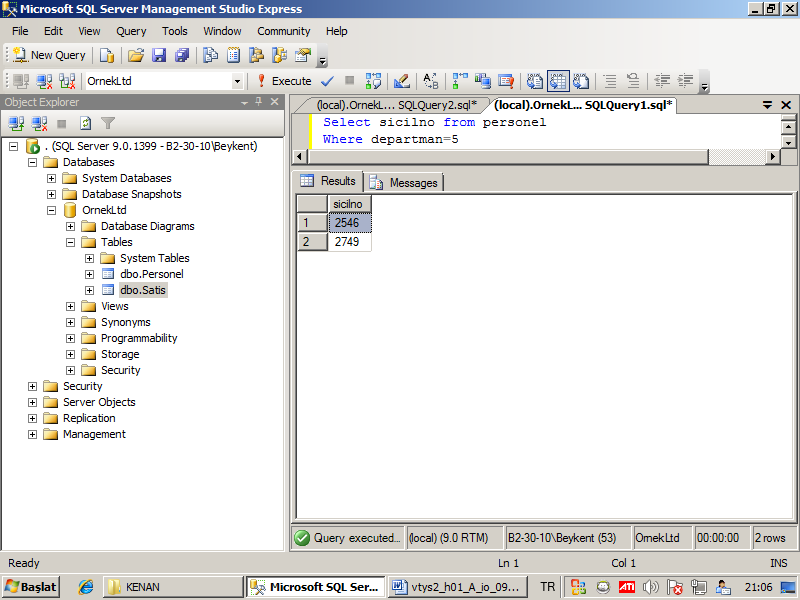 Microsoft SQL Server Management Studio Express
File Edit View Query Tools Window Community Help
New Query
OrnekLtd Execute
Object Explorer
(local).OrnekL... SQLQuery2.sql* (local).OrnekL... SQLQuery1.sql*
. (SQL Server 9.0.1399 - B2-30-10\Beykent)
Databases
System Databases
Database Snapshots
OrnekLtd
Database Diagrams
Tables
System Tables
dbo.Personel
dbo.Satis
Views
Synonyms
Programmability
Storage
Security
Security
Server Objects
Replication
Management
Select sicilno from personel
Where departman=5
Results Messages
sicilno
1 2546
2 2749
Query executed... (local) (9.0 RTM) B2-30-10\Beykent (53) OrnekLtd 00:00:00 2 rows
Ready Ln 1 Col 1 INS
Başlat KENAN Microsoft SQL Ser... vtys2_h01_A_jo_09... TR ATI 21:06